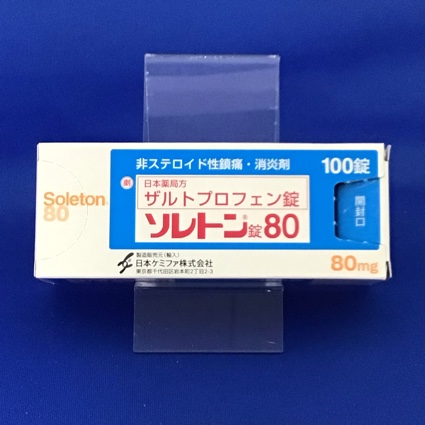 非ステロイド性鎮痛・消炎剤 100錠
Soleton®
80
劇
日本薬局方
ザルトプロフェン錠
ソレトン®錠80
開封口
製造販売元(輸入)
日本ケミファ株式会社
東京都千代田区岩本町2丁目2-3
80mg